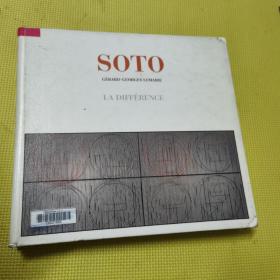 SOTO
GÉRARD-GEORGES LEMAIRE
LA DIFFÉRENCE